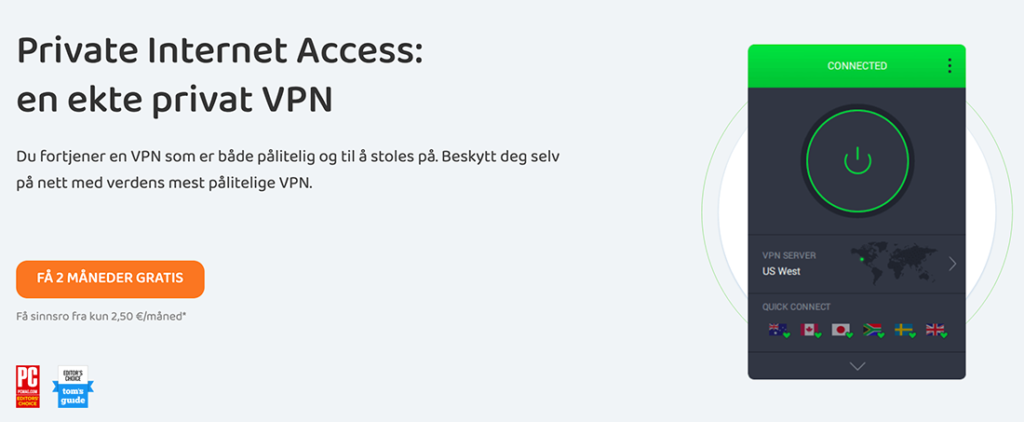 Private Internet Access:
en ekte privat VPN
Du fortjener en VPN som er både pålitelig og til å stoles på. Beskytt deg selv
på nett med verdens mest pålitelige VPN.
FÅ 2 MÅNEDER GRATIS
Få sinnsro fra kun 2,50 €/måned*
PC
PCMAG.COM
EDITORS'
CHOICE
EDITOR'S
CHOICE
tom's
guide
CONNECTED
VPN SERVER
US West
QUICK CONNECT